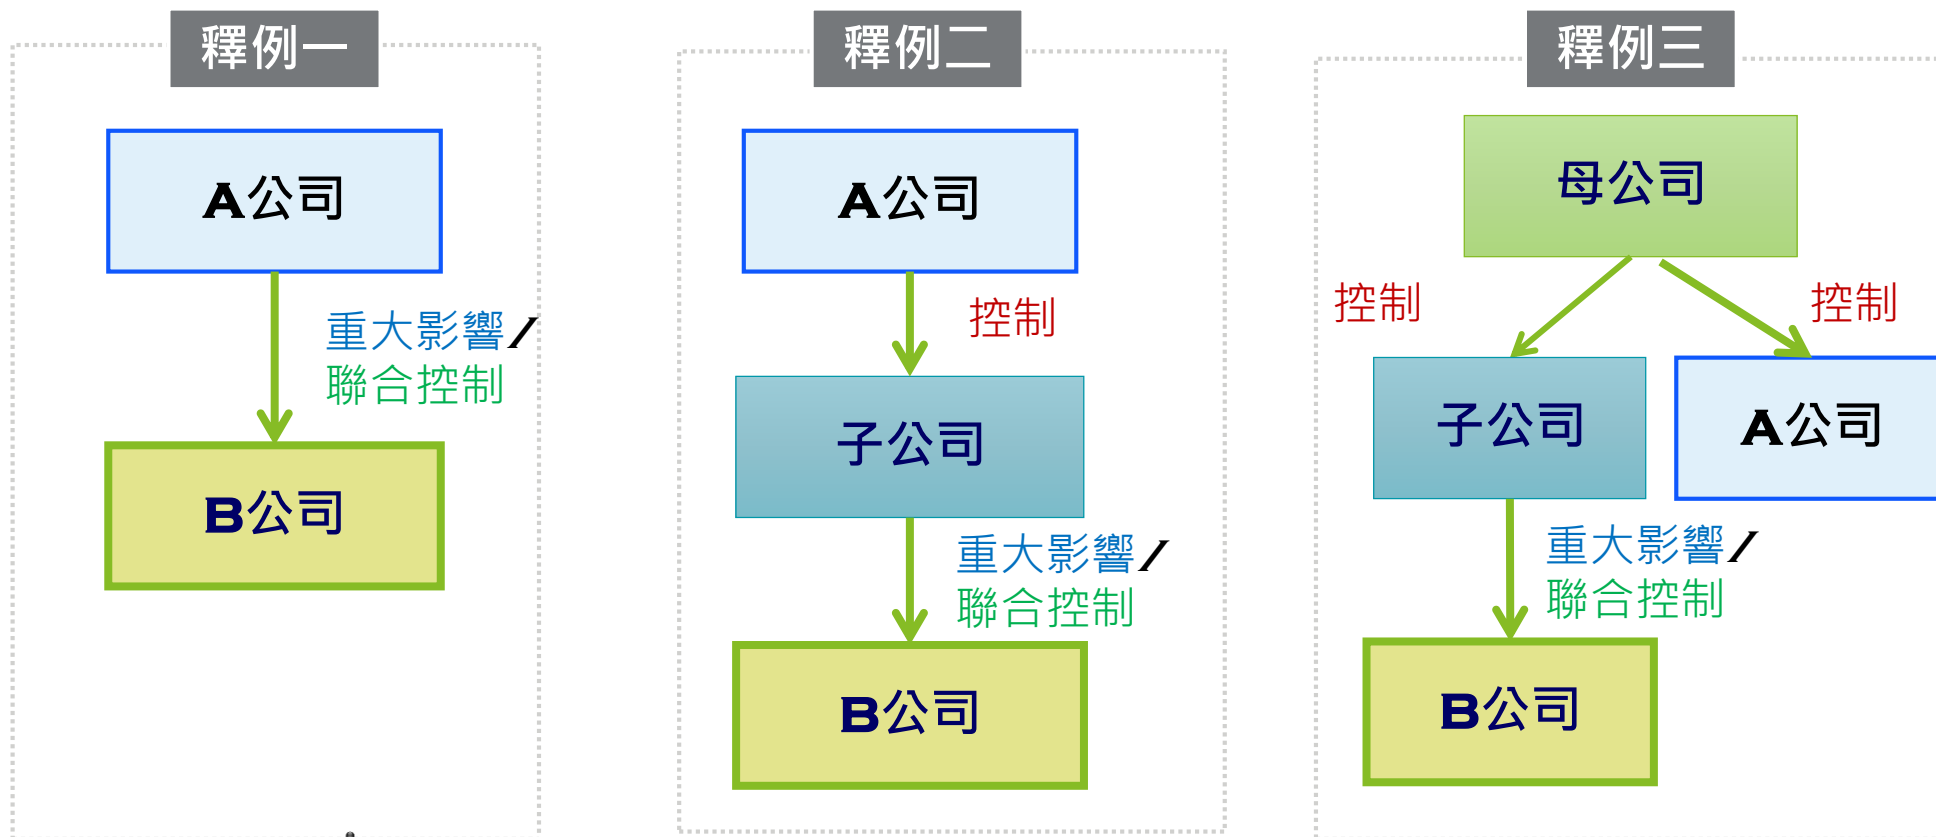 釋例一
A公司
重大影響/
聯合控制
B公司
釋例二
A公司
控制
子公司
重大影響/
聯合控制
B公司
釋例三
母公司
控制
控制
子公司
A公司
重大影響/
聯合控制
B公司